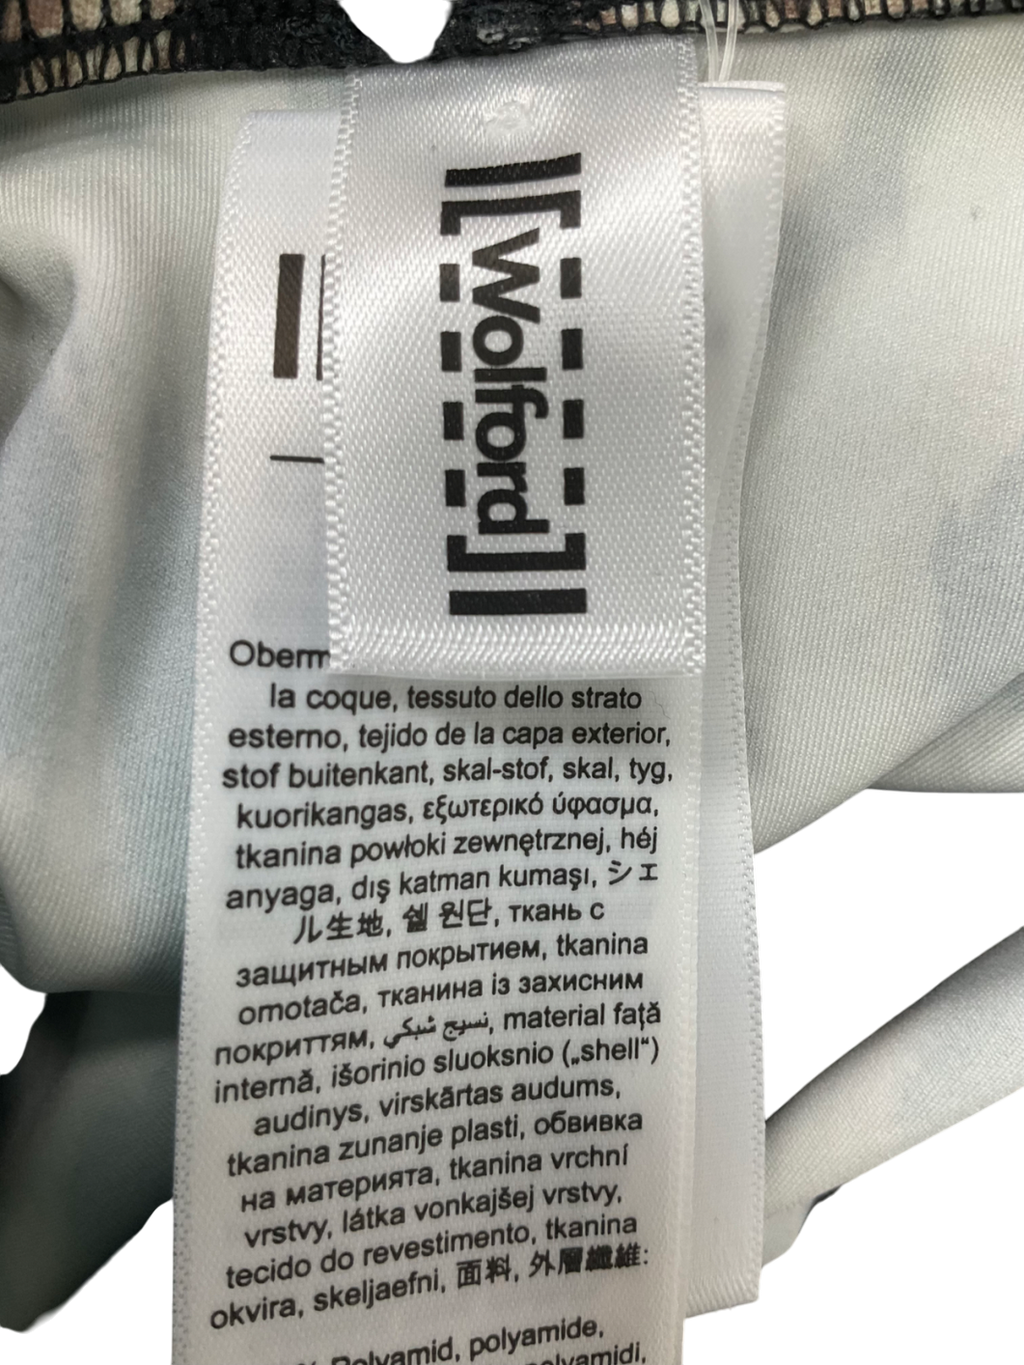 [Wolford]
la coque, tessuto dello strato
esterno, tejido de la capa exterior,
stof buitenkant, skal-stof, skal, tyg,
kuorikangas, εξωτερικό ύφασμα,
tkanina powłoki zewnętrznej, héj
anyaga, dış katman kumaşı, シェ
ル生地, 쉘 원단, ткань с
защитным покрытием, tkanina
omotača, тканина із захисним
покриттям, نسيج شبكي, material faţă
internă, išorinio sluoksnio („shell“)
audinys, virskārtas audums,
tkanina zunanje plasti, обвивка
на материята, tkanina vrchní
vrstvy, látka vonkajšej vrstvy,
tecido do revestimento, tkanina
okvira, skeljaefni, 面料, 外層纖維:
Polyamid, polyamide,